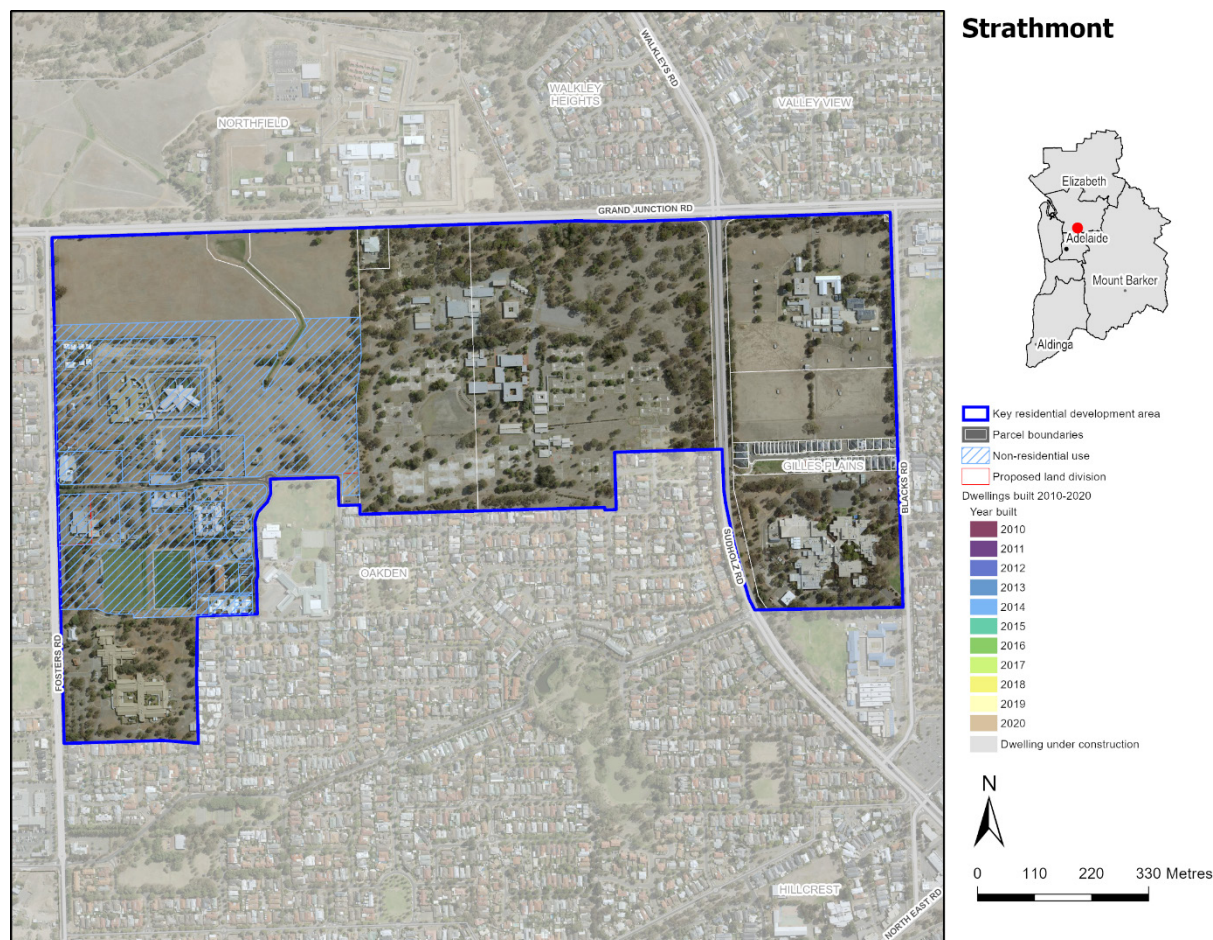 Strathmont
WALKLEYS RD
WALKLEY
HEIGHTS
VALLEY VIEW
NORTHFIELD
GRAND JUNCTION RD
GILLES PLAINS
BLACKS RD
SUDHOLZ RD
OAKDEN
FOSTERS RD
HILLCREST
NORTH EAST RD
Elizabeth
Adelaide
Mount Barker
Aldinga
Key residential development area
Parcel boundaries
Non-residential use
Proposed land division
Dwellings built 2010-2020
Year built
2010
2011
2012
2013
2014
2015
2016
2017
2018
2019
2020
Dwelling under construction
N
0 110 220 330 Metres